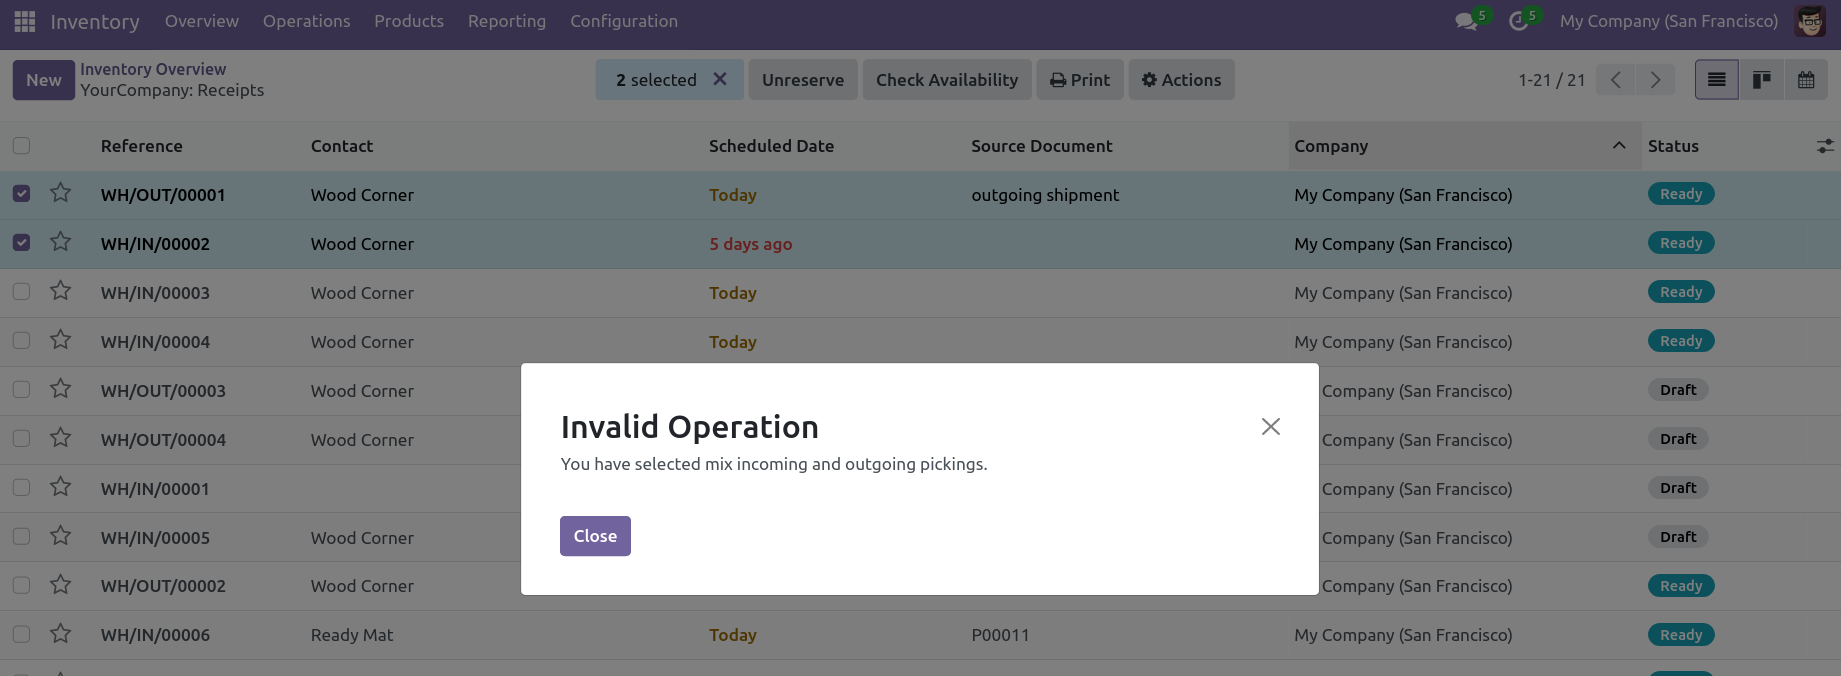 Inventory Overview Operations Products Reporting Configuration 5 5 My Company (San Francisco)
New Inventory Overview 2 selected Unreserve Check Availability Print Actions 1-21 / 21
YourCompany: Receipts
Reference Contact Scheduled Date Source Document Company Status
WH/OUT/00001 Wood Corner Today outgoing shipment My Company (San Francisco) Ready
WH/IN/00002 Wood Corner 5 days ago My Company (San Francisco) Ready
WH/IN/00003 Wood Corner Today My Company (San Francisco) Ready
WH/IN/00004 Wood Corner Today My Company (San Francisco) Ready
WH/OUT/00003 Wood Corner Company (San Francisco) Draft
WH/OUT/00004 Wood Corner Company (San Francisco) Draft
WH/IN/00001 Company (San Francisco) Draft
WH/IN/00005 Wood Corner Company (San Francisco) Draft
WH/OUT/00002 Wood Corner Company (San Francisco) Ready
WH/IN/00006 Ready Mat Today P00011 My Company (San Francisco) Ready
Invalid Operation
You have selected mix incoming and outgoing pickings.
Close